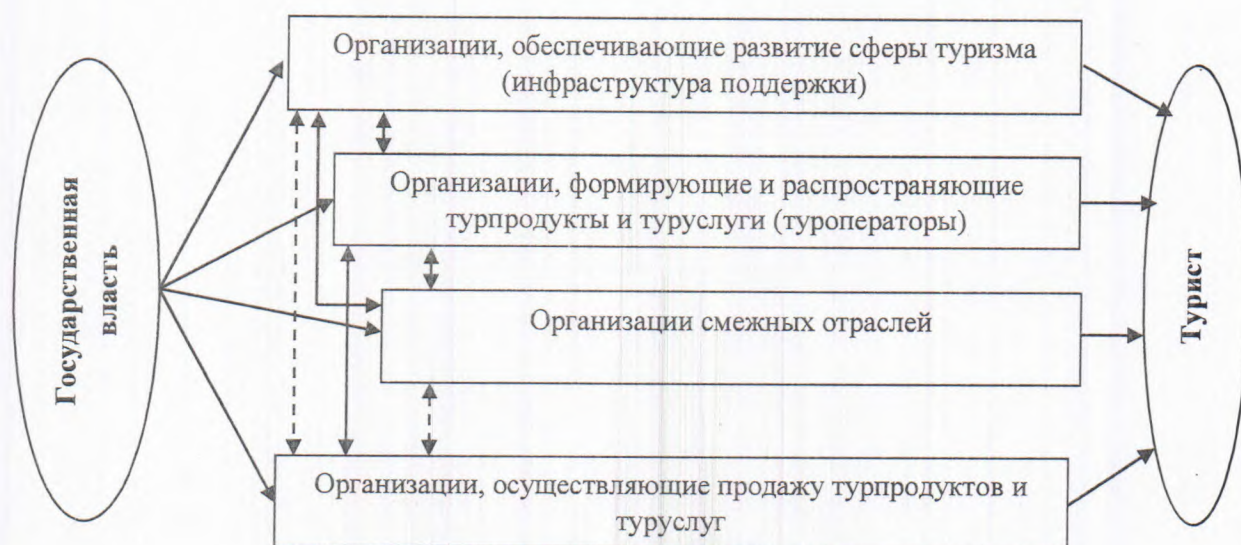 Государственная
власть
Организации, обеспечивающие развитие сферы туризма
(инфраструктура поддержки)
Организации, формирующие и распространяющие
турпродукты и туруслуги (туроператоры)
Организации смежных отраслей
Организации, осуществляющие продажу турпродуктов и
туруслуг
Турист